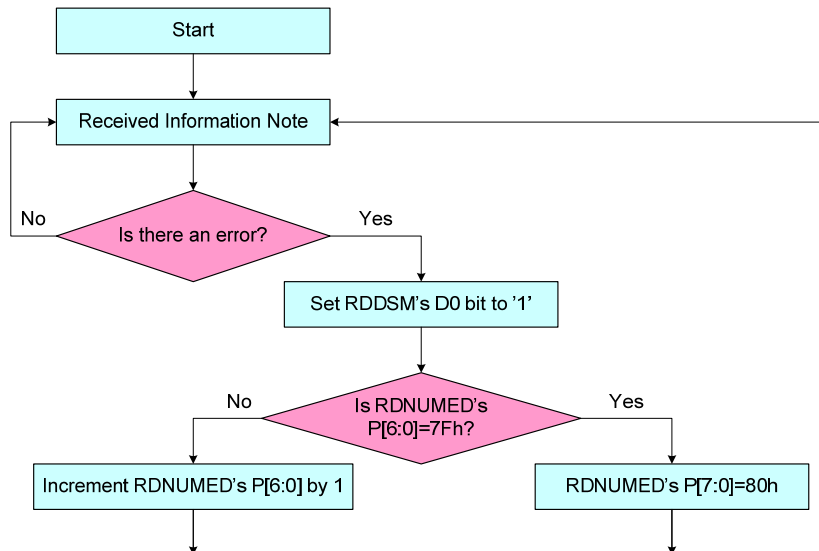 Start
Received Information Note
No
Yes
Is there an error?
Set RDDSM's D0 bit to '1'
No
Yes
Is RDNUMED's
P[6:0]=7Fh?
Increment RDNUMED's P[6:0] by 1
RDNUMED's P[7:0]=80h